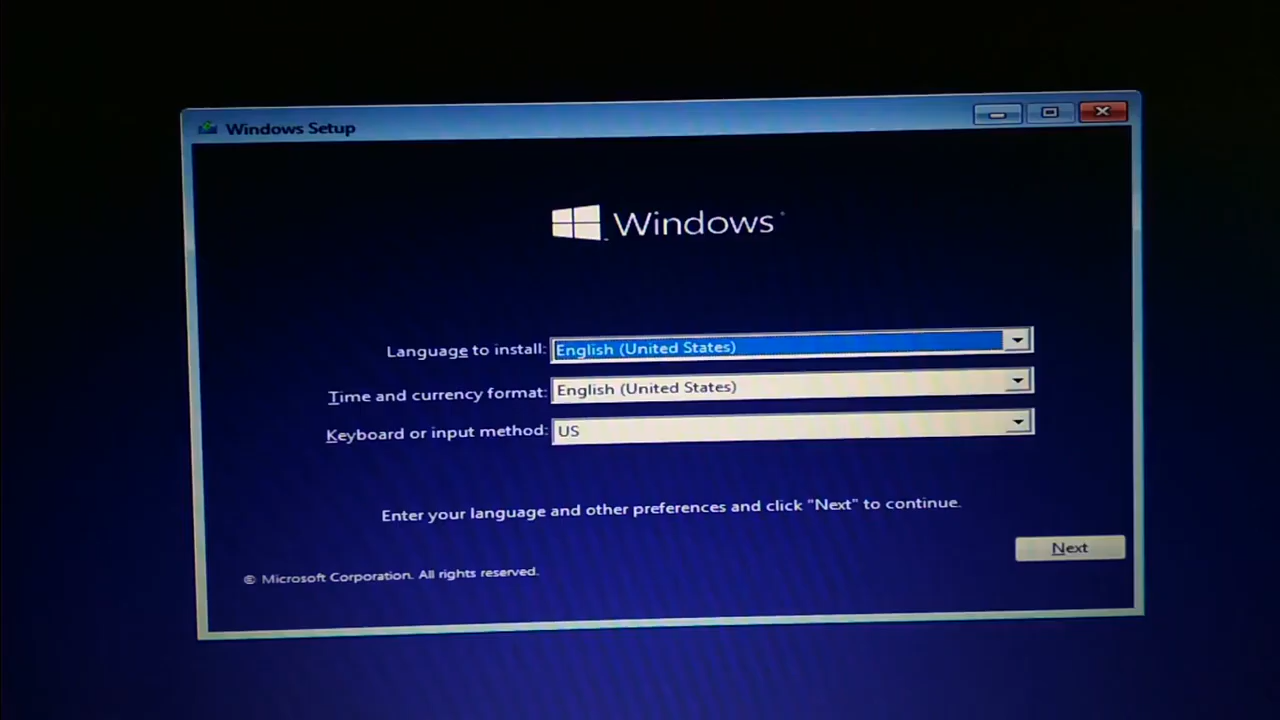 Windows Setup
Windows
Language to install: English (United States)
Time and currency format: English (United States)
Keyboard or input method: US
Enter your language and other preferences and click "Next" to continue.
Next
© Microsoft Corporation. All rights reserved.